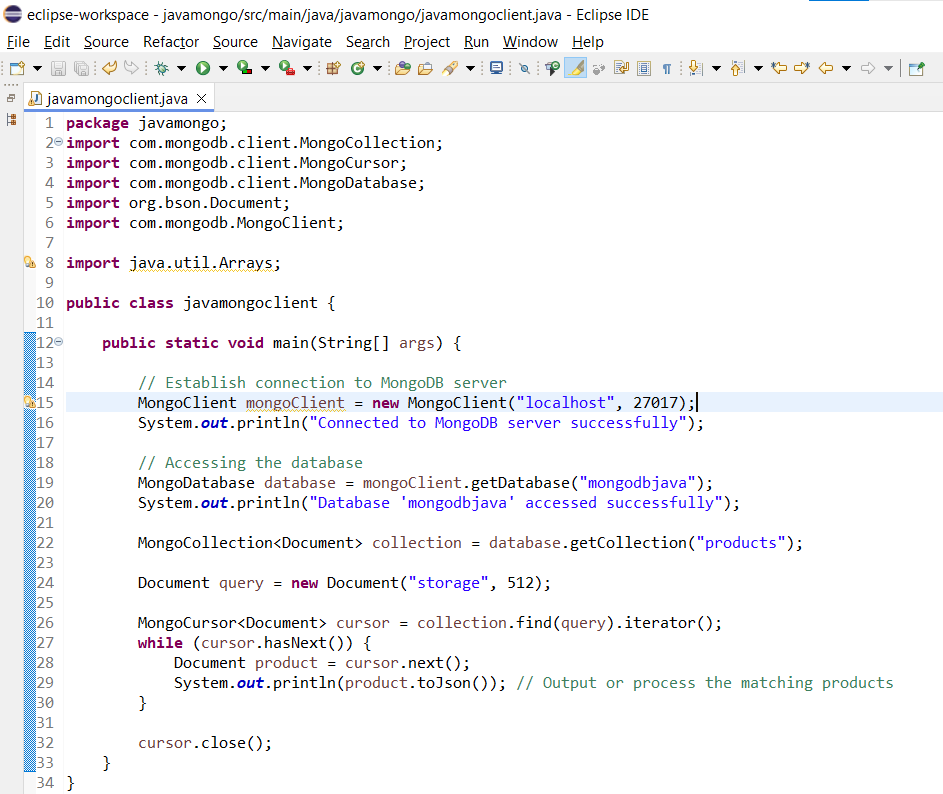 eclipse-workspace - javamongo/src/main/java/javamongo/javamongoclient.java - Eclipse IDE
File Edit Source Refactor Source Navigate Search Project Run Window Help
javamongoclient.java
1 package javamongo;
2 import com.mongodb.client.MongoCollection;
3 import com.mongodb.client.MongoCursor;
4 import com.mongodb.client.MongoDatabase;
5 import org.bson.Document;
6 import com.mongodb.MongoClient;
7
8 import java.util.Arrays;
9
10 public class javamongoclient {
11
12     public static void main(String[] args) {
13
14         // Establish connection to MongoDB server
15         MongoClient mongoClient = new MongoClient("localhost", 27017);
16         System.out.println("Connected to MongoDB server successfully");
17
18         // Accessing the database
19         MongoDatabase database = mongoClient.getDatabase("mongodbjava");
20         System.out.println("Database 'mongodbjava' accessed successfully");
21
22         MongoCollection<Document> collection = database.getCollection("products");
23
24         Document query = new Document("storage", 512);
25
26         MongoCursor<Document> cursor = collection.find(query).iterator();
27         while (cursor.hasNext()) {
28             Document product = cursor.next();
29             System.out.println(product.toJson()); // Output or process the matching products
30         }
31
32         cursor.close();
33     }
34 }